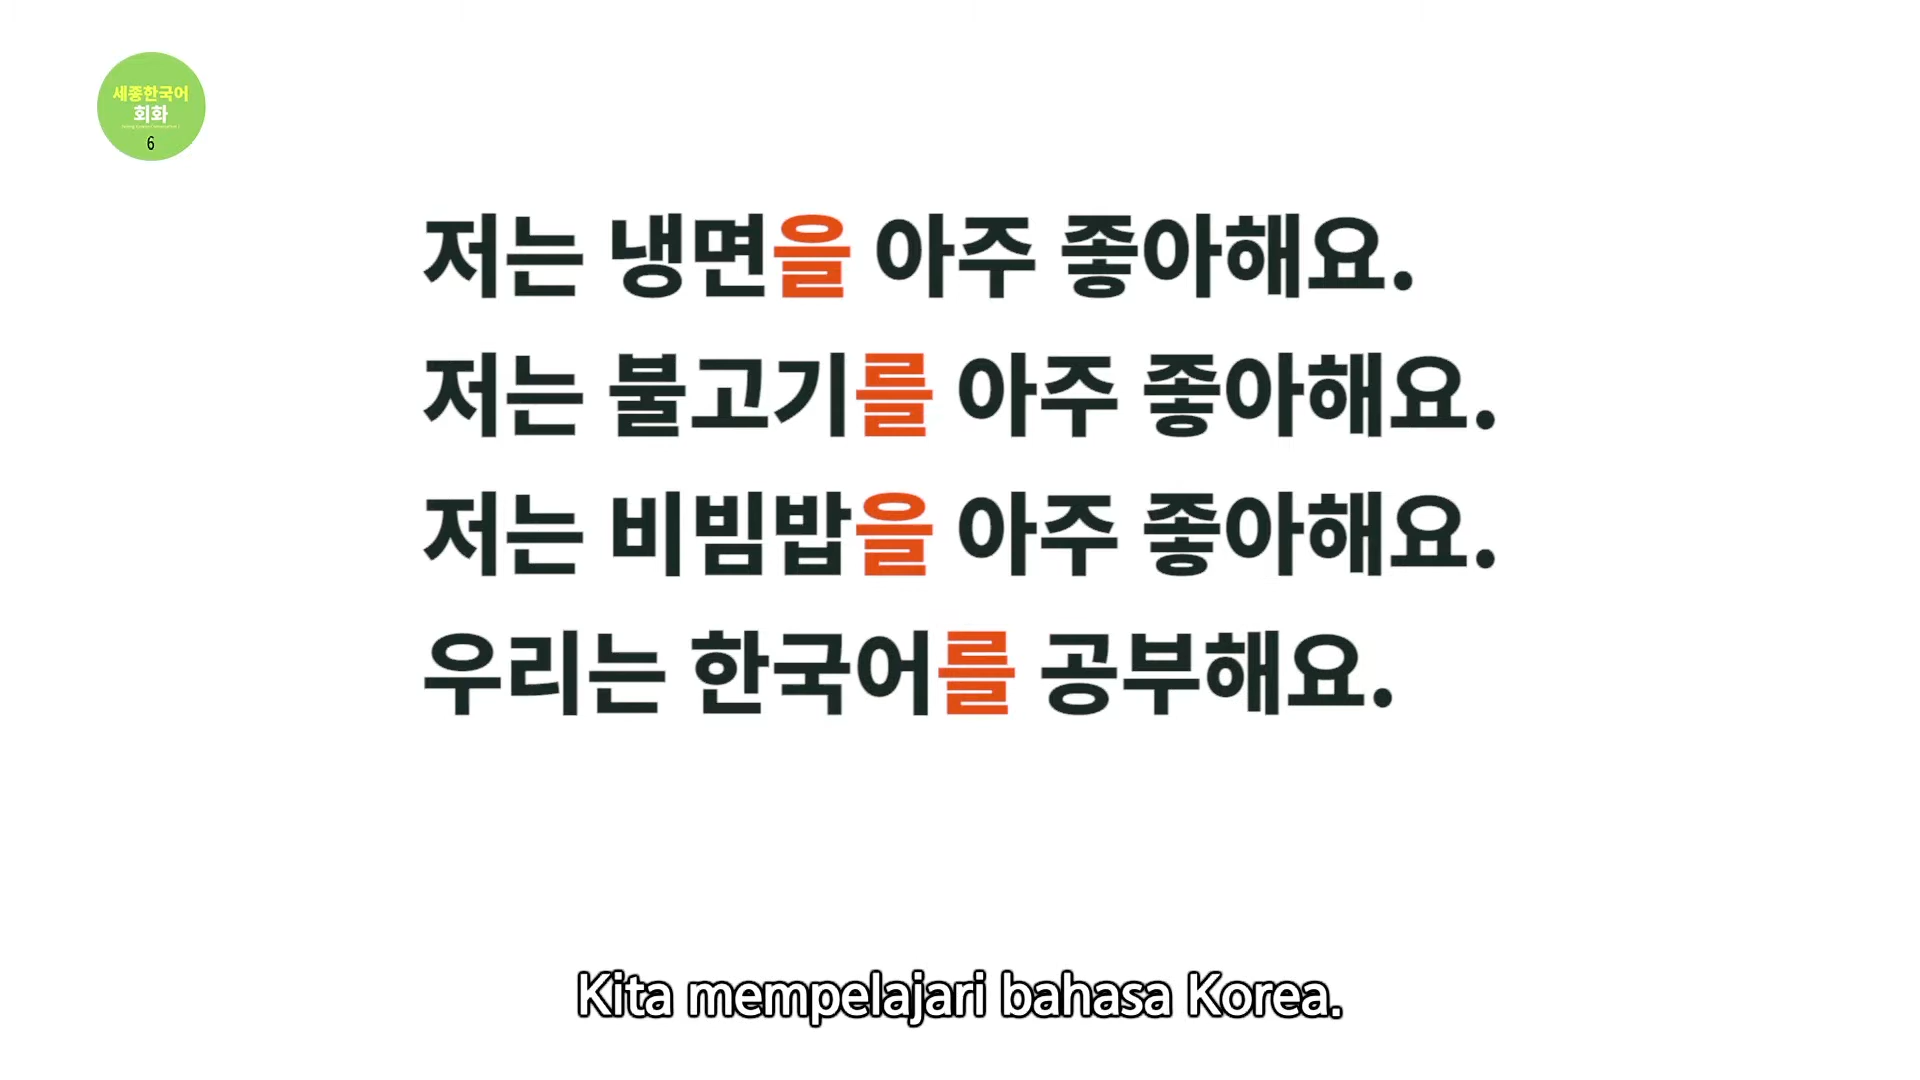 세종한국어
회화
6
저는 냉면을 아주 좋아해요.
저는 불고기를 아주 좋아해요.
저는 비빔밥을 아주 좋아해요.
우리는 한국어를 공부해요.
Kita mempelajari bahasa Korea.